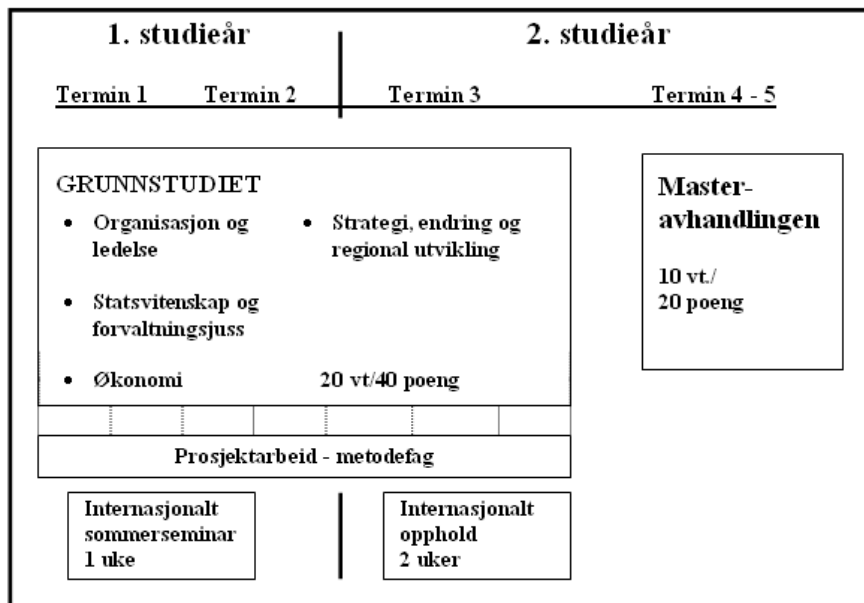 1. studieår
2. studieår
Termin 1
Termin 2
Termin 3
Termin 4 - 5
GRUNNSTUDIET
• Organisasjon og
ledelse
• Statsvitenskap og
forvaltningsjuss
• Økonomi
• Strategi, endring og
regional utvikling
20 vt/40 poeng
Master-
avhandlingen
10 vt./
20 poeng
Prosjektarbeid - metodefag
Internasjonalt
sommerseminar
1 uke
Internasjonalt
opphold
2 uker